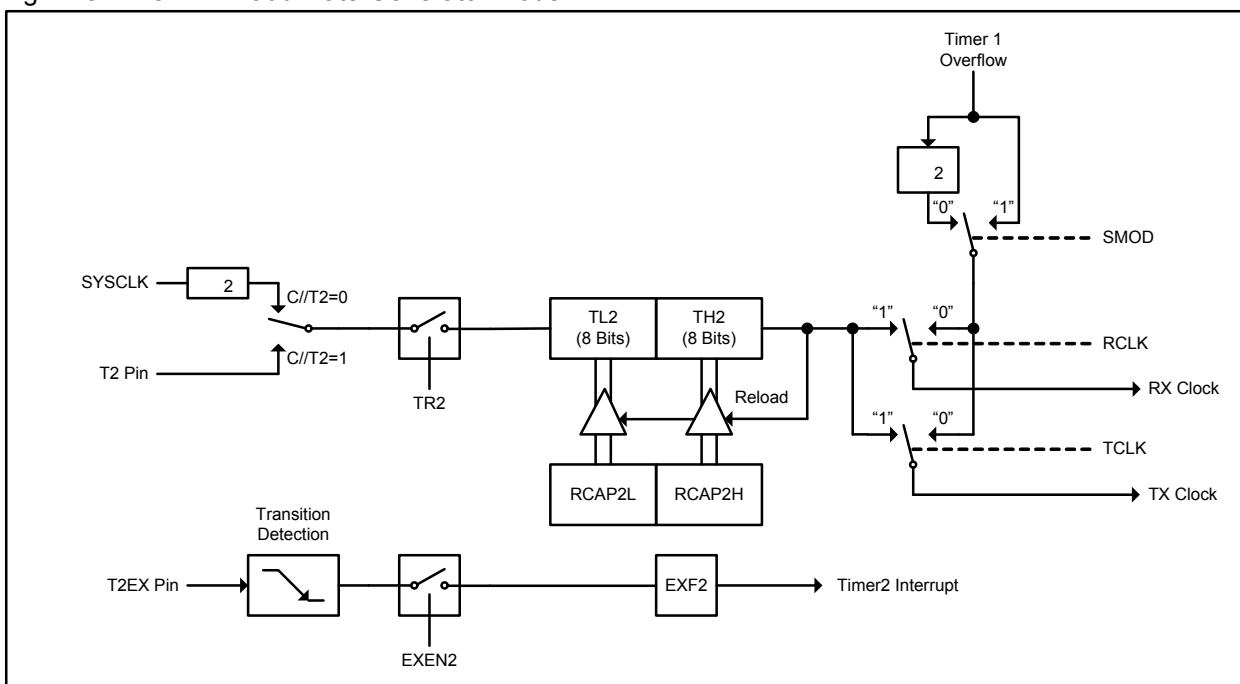 Timer 1
Overflow
2
“0”
“1”
SMOD
SYSCLK
2
C//T2=0
C//T2=1
T2 Pin
TR2
TL2
(8 Bits)
TH2
(8 Bits)
“1”
“0”
RCLK
RX Clock
Reload
“1”
“0”
TCLK
TX Clock
RCAP2L
RCAP2H
Transition
Detection
T2EX Pin
EXEN2
EXF2
Timer2 Interrupt